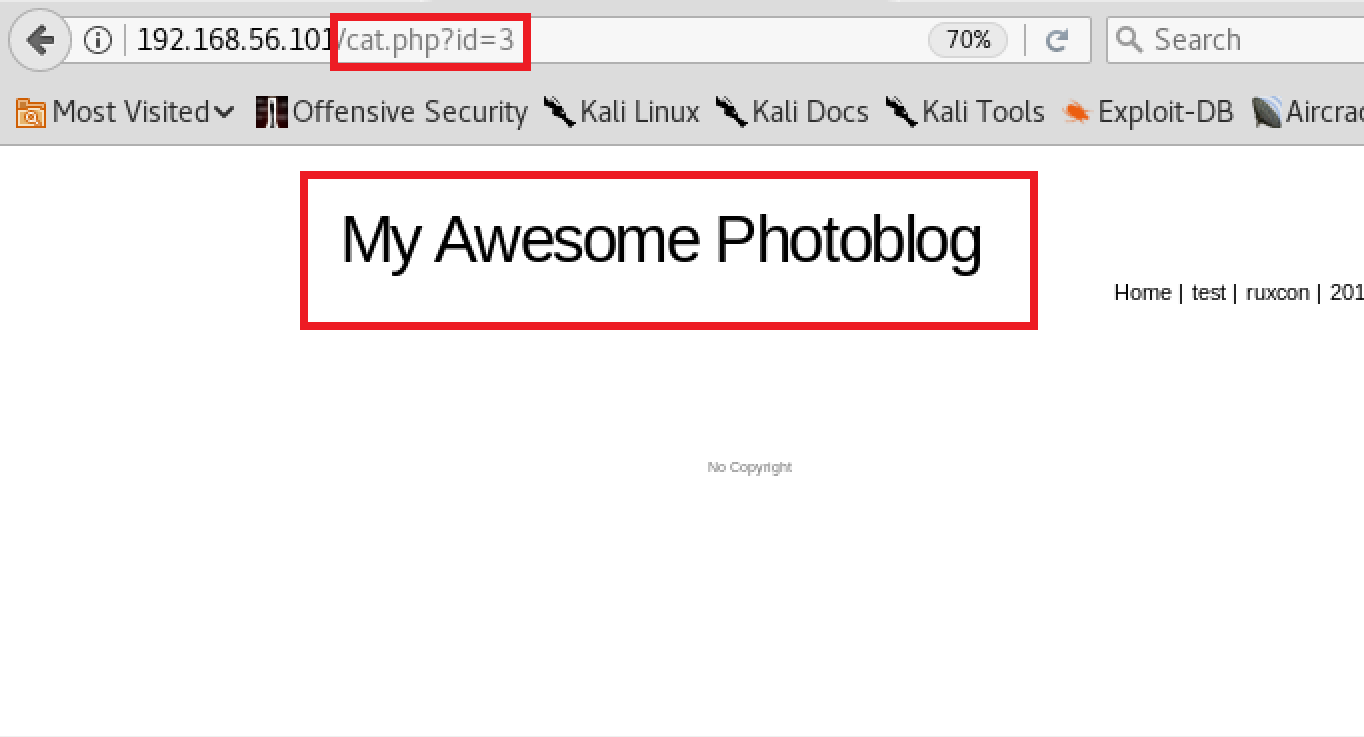 192.168.56.101/cat.php?id=3 70% Search
Most Visited Offensive Security Kali Linux Kali Docs Kali Tools Exploit-DB Aircrac
My Awesome Photoblog
Home | test | ruxcon | 201
No Copyright